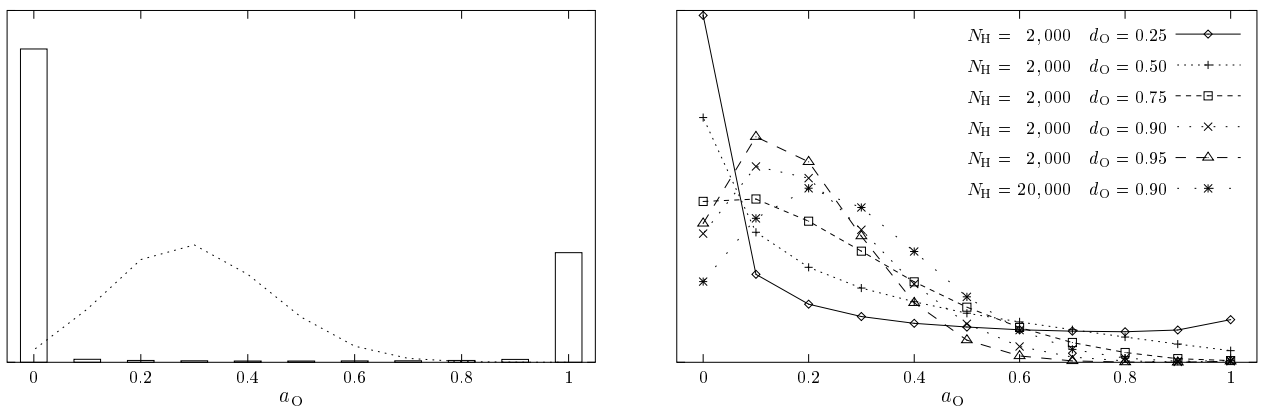 0 0.2 0.4 0.6 0.8 1
a_O
N_H = 2,000 d_O = 0.25
N_H = 2,000 d_O = 0.50
N_H = 2,000 d_O = 0.75
N_H = 2,000 d_O = 0.90
N_H = 2,000 d_O = 0.95
N_H = 20,000 d_O = 0.90
0 0.2 0.4 0.6 0.8 1
a_O